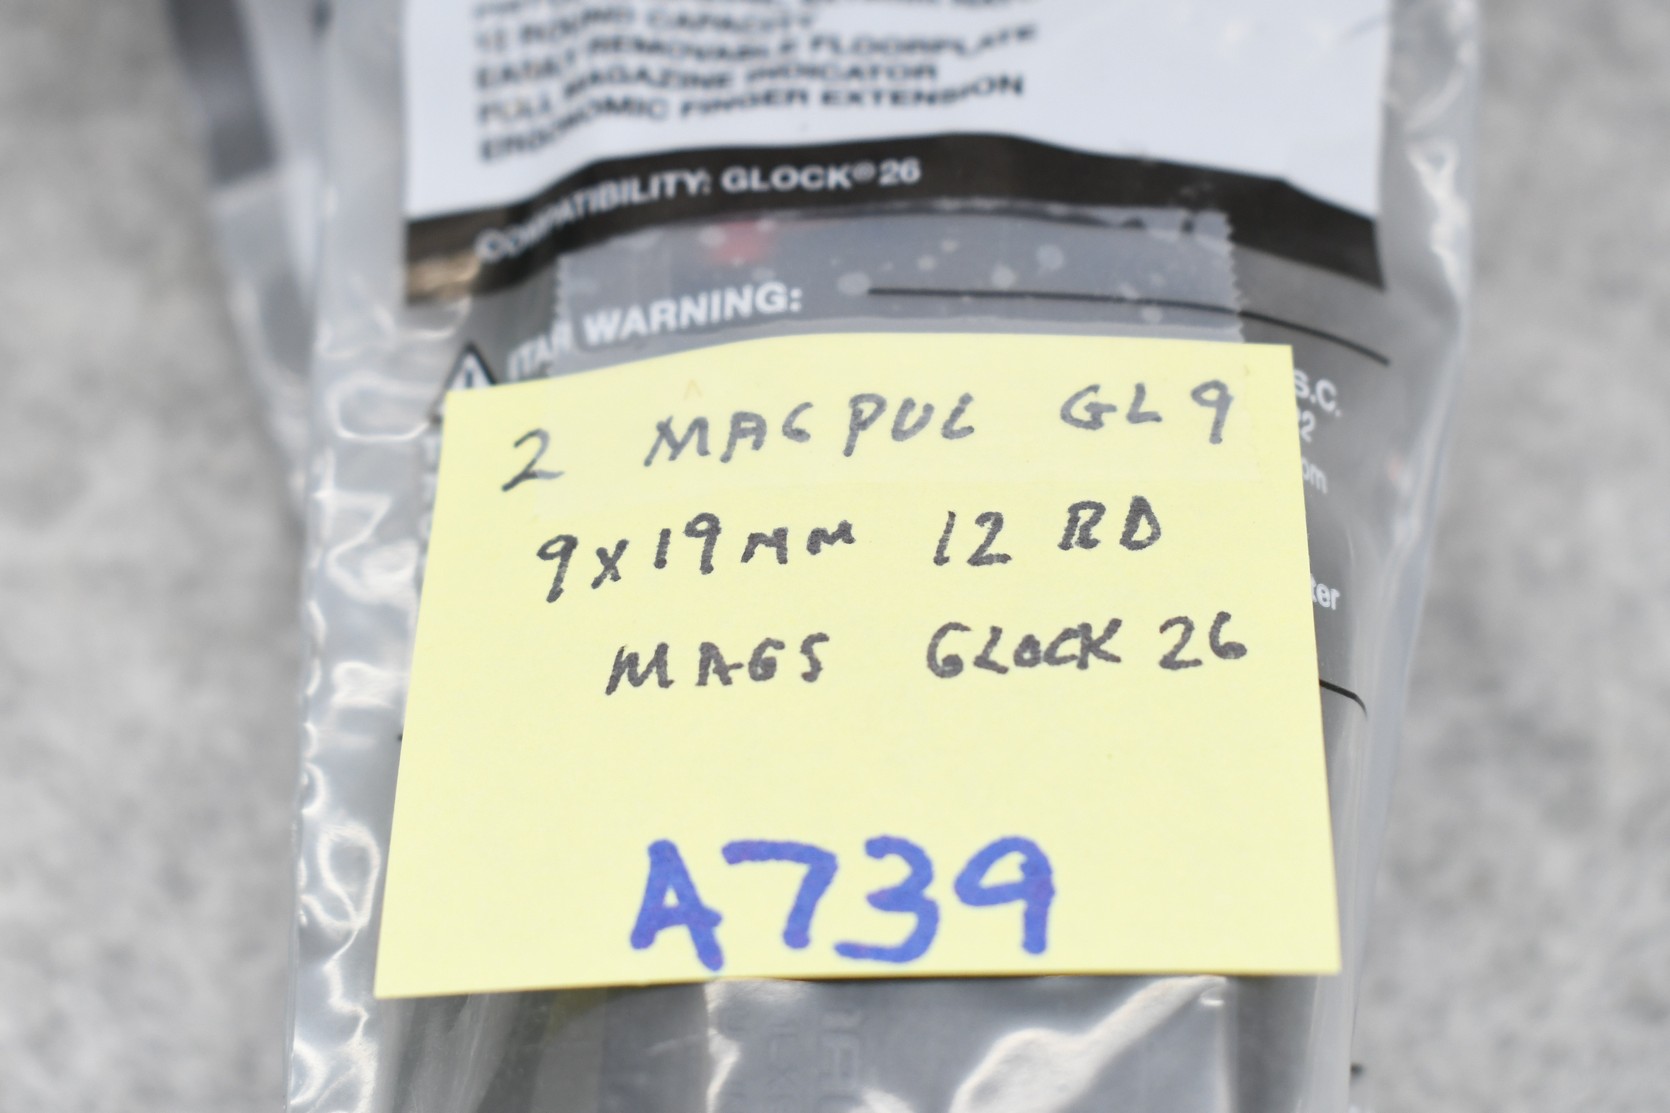 12 ROUND CAPACITY
EASILY REMOVABLE FLOORPLATE
FULL MAGAZINE INDICATOR
ERGONOMIC FINGER EXTENSION
COMPATIBILITY: GLOCK® 26
ITAR WARNING:
S.C.
2 MAGPUL GL9
9x19mm 12 RD
MAGS GLOCK 26
A739